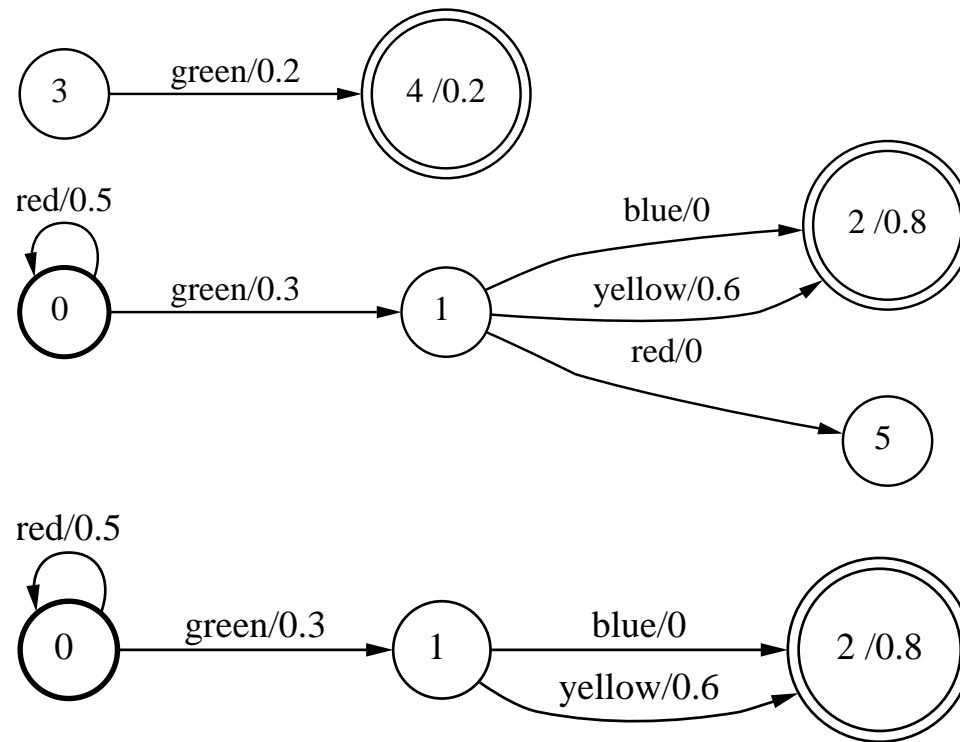 3
green/0.2
4 /0.2
red/0.5
0
green/0.3
1
blue/0
yellow/0.6
red/0
2 /0.8
5
red/0.5
0
green/0.3
1
blue/0
yellow/0.6
2 /0.8